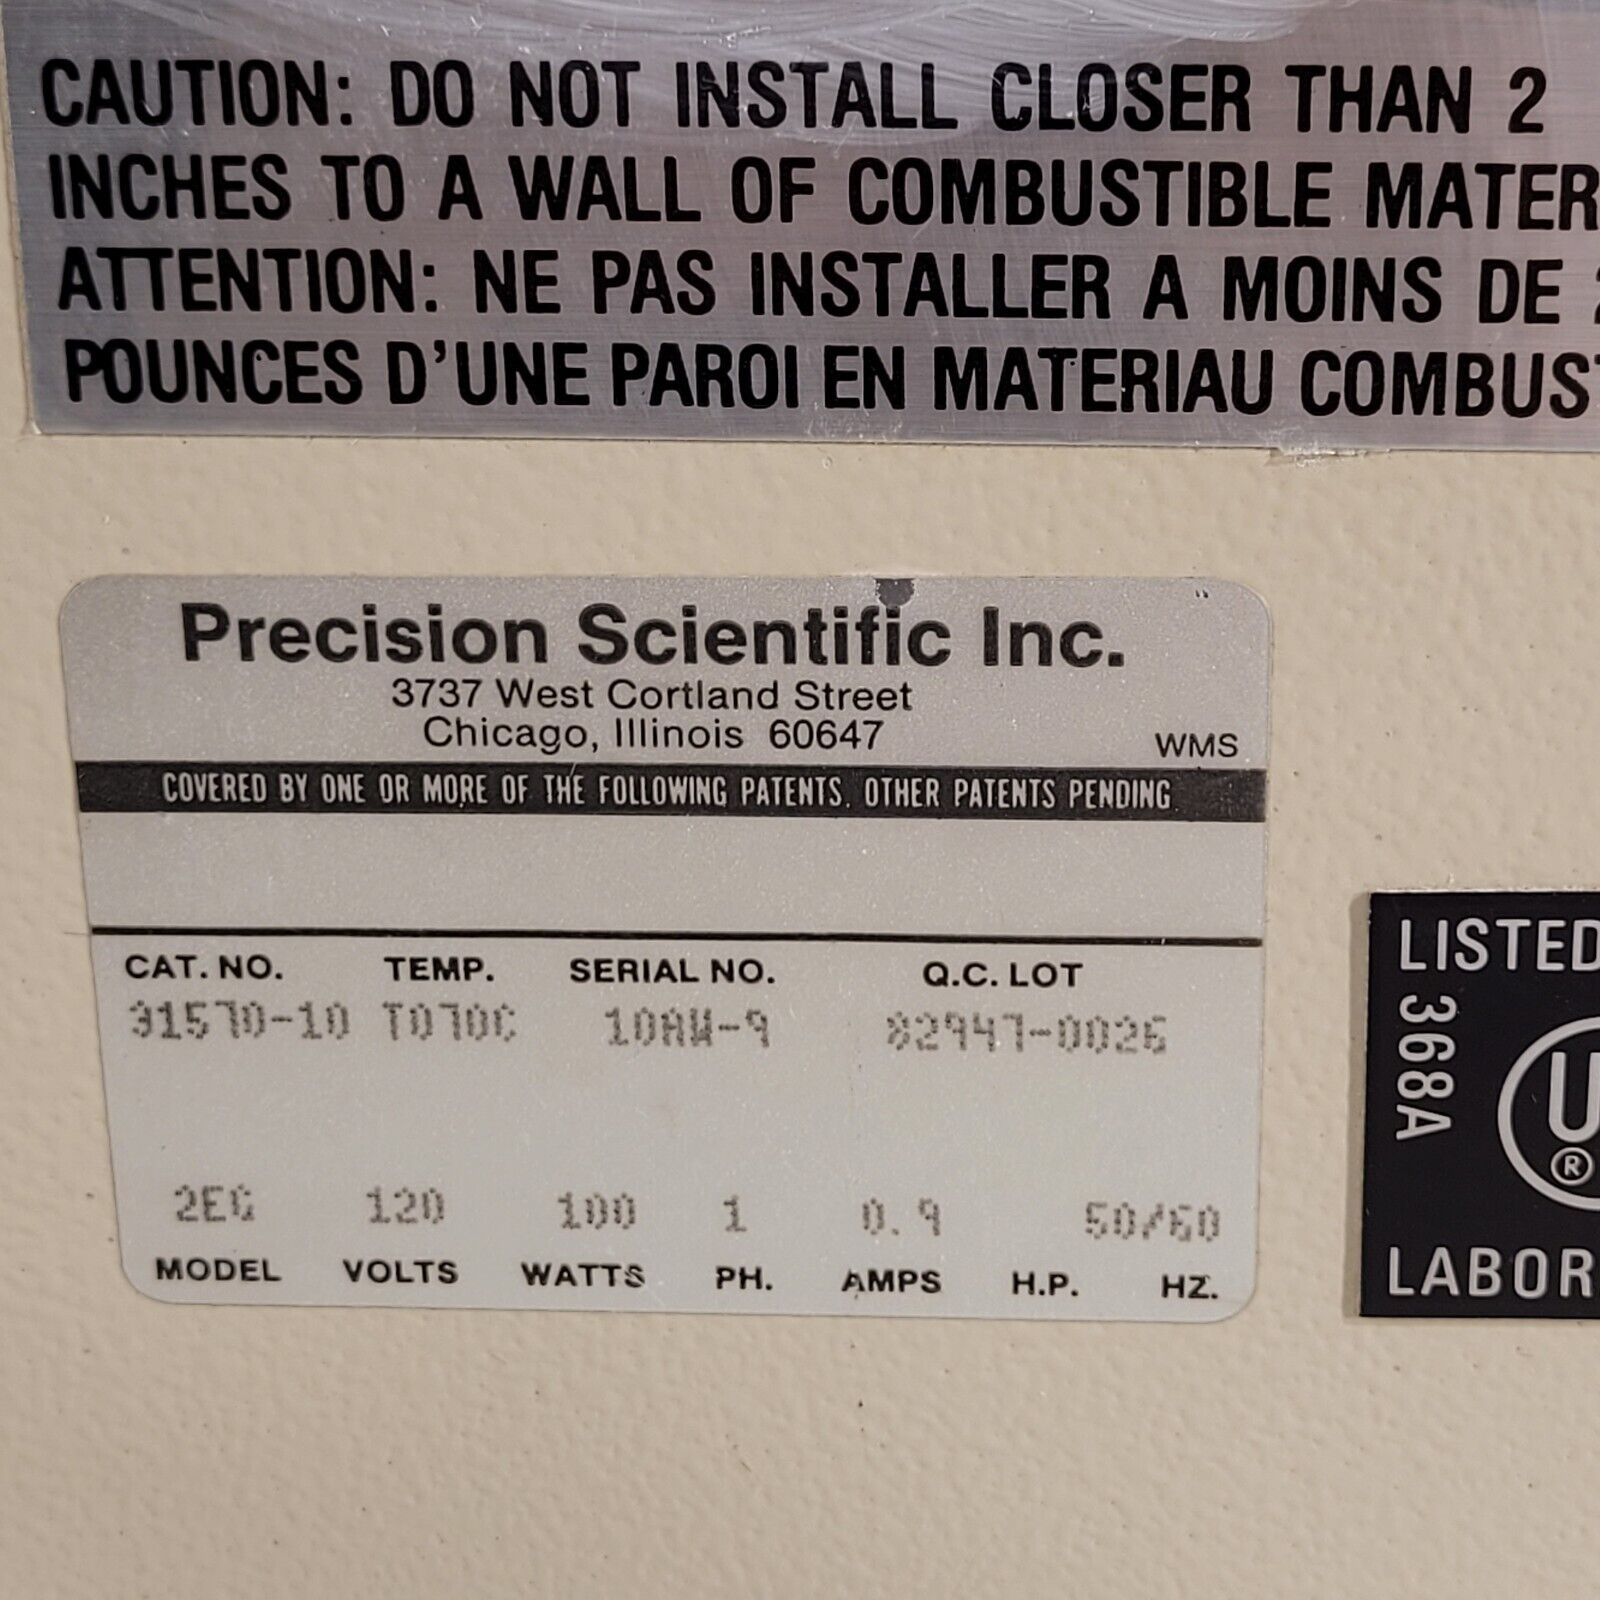 CAUTION: DO NOT INSTALL CLOSER THAN 2
INCHES TO A WALL OF COMBUSTIBLE MATER
ATTENTION: NE PAS INSTALLER A MOINS DE 2
POUNCES D'UNE PAROI EN MATERIAU COMBUST
Precision Scientific Inc.
3737 West Cortland Street
Chicago, Illinois 60647
WMS
COVERED BY ONE OR MORE OF THE FOLLOWING PATENTS. OTHER PATENTS PENDING
CAT. NO. TEMP. SERIAL NO. Q.C. LOT
31570-10 T070C 10AW-9 82947-0026
2EG 120 100 1 0.9 50/60
MODEL VOLTS WATTS PH. AMPS H.P. HZ.
LISTED
368A
U
®
LABOR